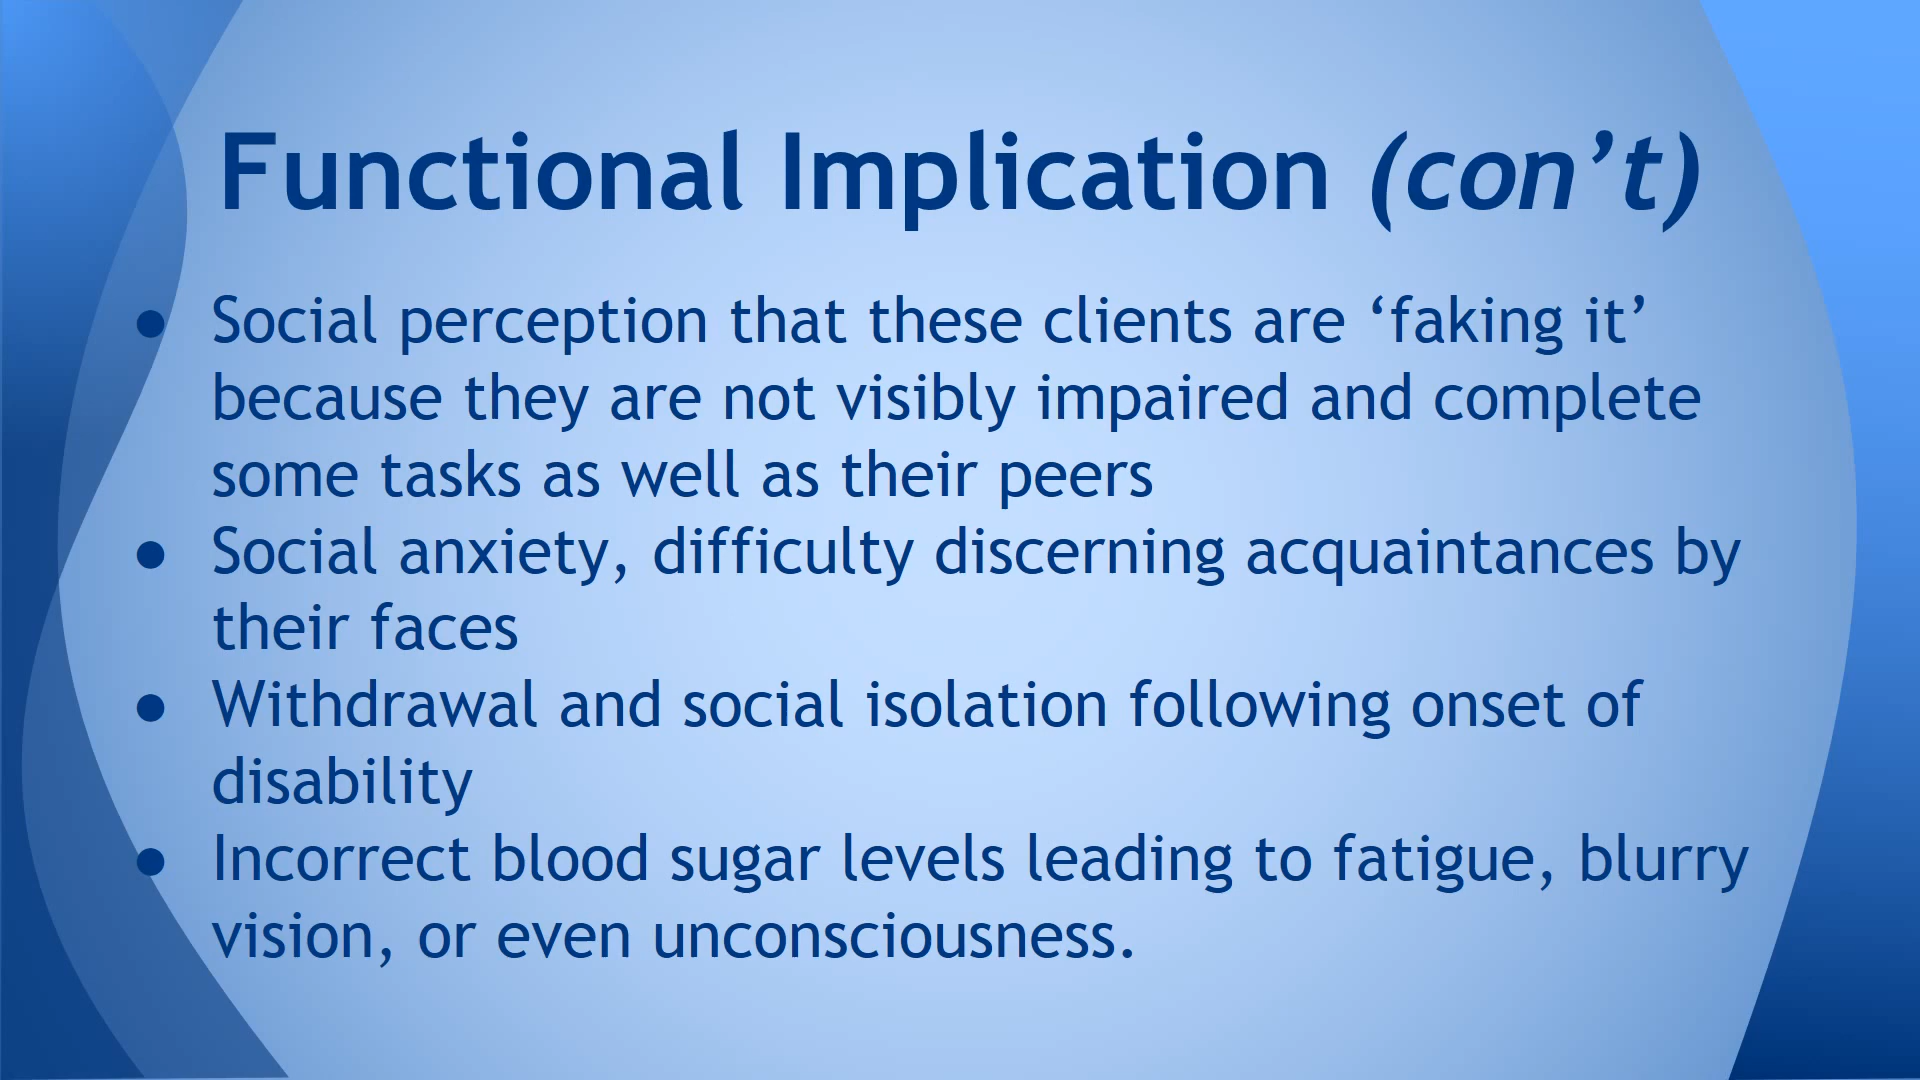 Functional Implication (con’t)
● Social perception that these clients are ‘faking it’
because they are not visibly impaired and complete
some tasks as well as their peers
● Social anxiety, difficulty discerning acquaintances by
their faces
● Withdrawal and social isolation following onset of
disability
● Incorrect blood sugar levels leading to fatigue, blurry
vision, or even unconsciousness.